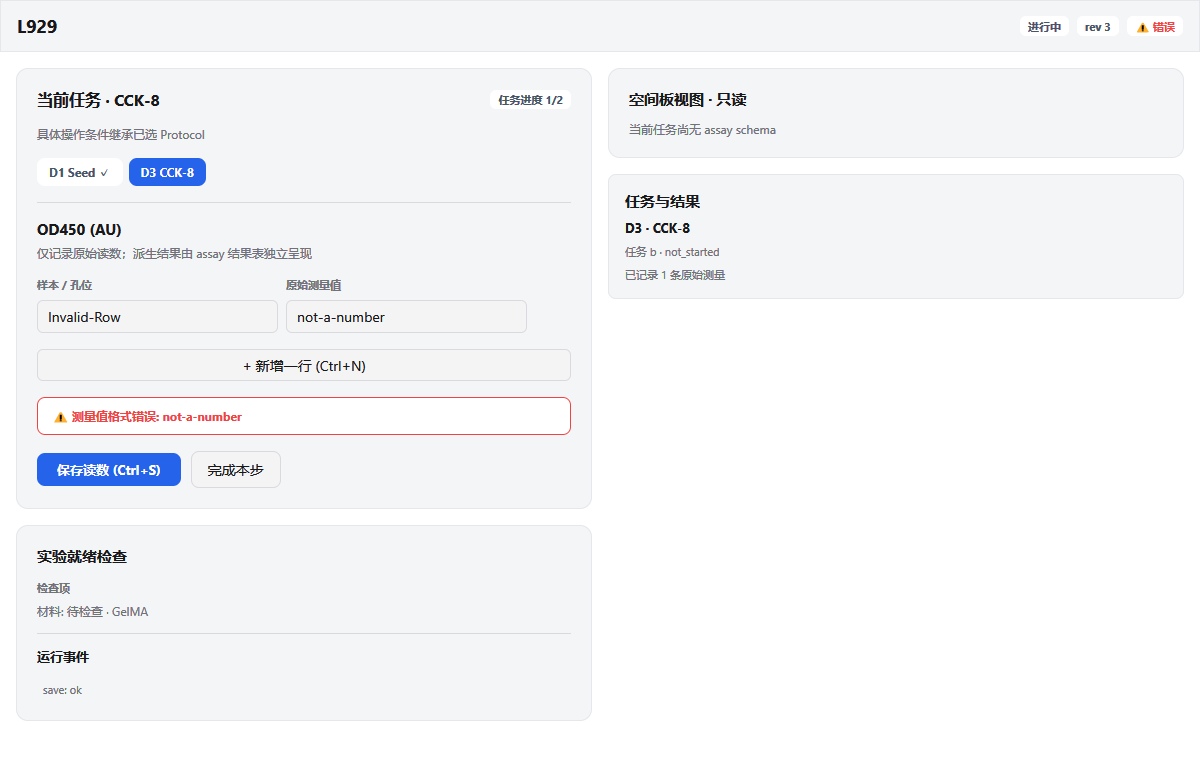 L929
进行中
rev 3
⚠ 错误
当前任务 · CCK-8
任务进度 1/2
具体操作条件继承已选 Protocol
D1 Seed ✓
D3 CCK-8
OD450 (AU)
仅记录原始读数；派生结果由 assay 结果表独立呈现
样本 / 孔位
原始测量值
Invalid-Row
not-a-number
+ 新增一行 (Ctrl+N)
⚠ 测量值格式错误: not-a-number
保存读数 (Ctrl+S)
完成本步
实验就绪检查
检查项
材料: 待检查 · GelMA
运行事件
save: ok
空间板视图 · 只读
当前任务尚无 assay schema
任务与结果
D3 · CCK-8
任务 b · not_started
已记录 1 条原始测量